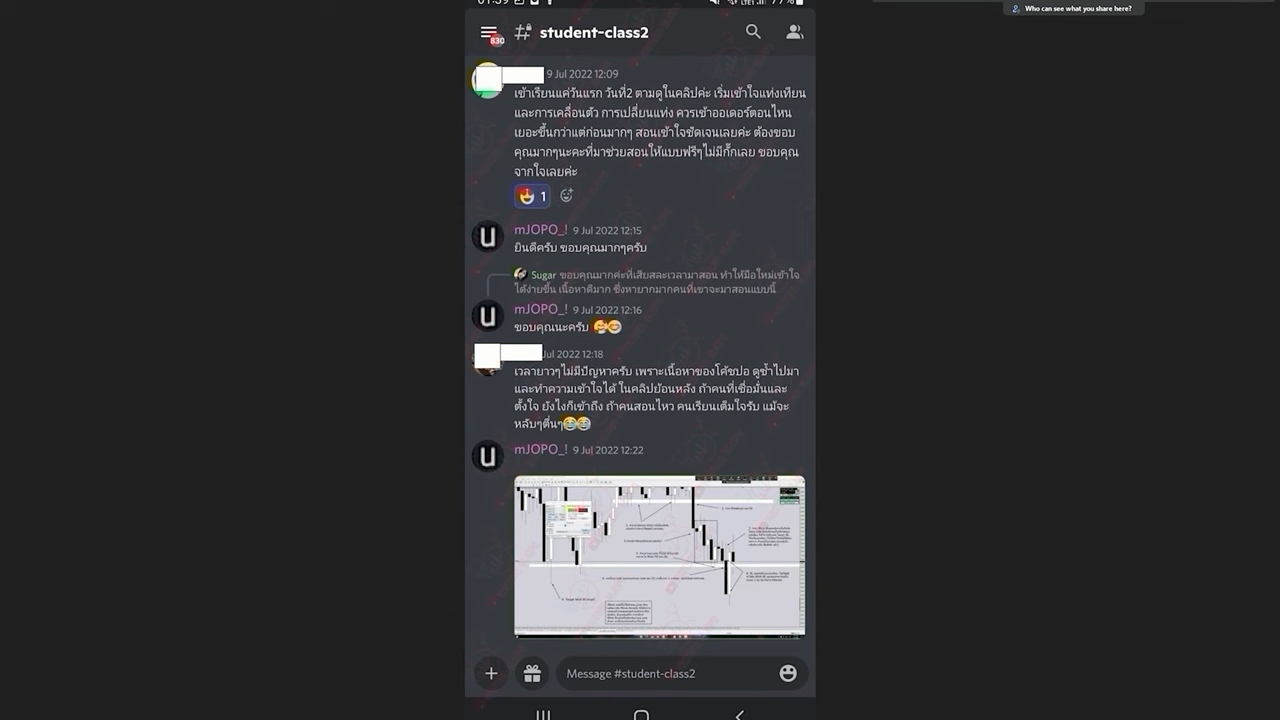 01:39
77%
Who can see what you share here?
830
student-class2
9 Jul 2022 12:09
เข้าเรียนแค่วันแรก วันที่2 ตามดูในคลิปค่ะ เริ่มเข้าใจแท่งเทียน
และการเคลื่อนตัว การเปลี่ยนแท่ง ควรเข้าออเดอร์ตอนไหน
เยอะขึ้นกว่าแต่ก่อนมากๆ สอนเข้าใจชัดเจนเลยค่ะ ต้องขอบ
คุณมากๆนะคะที่มาช่วยสอนให้แบบฟรีๆไม่มีกั๊กเลย ขอบคุณ
จากใจเลยค่ะ
1
mJOPO_! 9 Jul 2022 12:15
ยินดีครับ ขอบคุณมากๆครับ
Sugar ขอบคุณมากค่ะที่เสียสละเวลามาสอน ทำให้มือใหม่เข้าใจ
ได้ง่ายขึ้น เนื้อหาดีมาก ซึ่งหายากมากคนที่เขาจะมาสอนแบบนี้
mJOPO_! 9 Jul 2022 12:16
ขอบคุณนะครับ 🥰😊
Jul 2022 12:18
เวลายาวๆไม่มีปัญหาครับ เพราะเนื้อหาของโค้ชปอ ดูซ้ำไปมา
และทำความเข้าใจได้ ในคลิปย้อนหลัง ถ้าคนที่เชื่อมั่นและ
ตั้งใจ ยังไงก็เข้าถึง ถ้าคนสอนไหว คนเรียนเต็มใจรับ แม้จะ
หลับๆตื่นๆ😂😂
mJOPO_! 9 Jul 2022 12:22
Message #student-class2